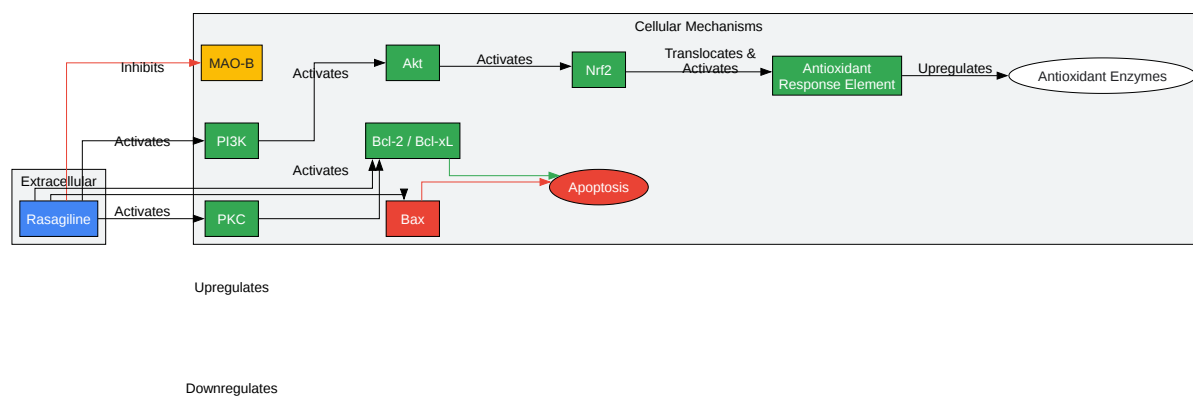 Cellular Mechanisms
MAO-B
Inhibits
Akt
Activates
Activates
Nrf2
Translocates &
Activates
Antioxidant
Response Element
Upregulates
Antioxidant Enzymes
Activates
PI3K
Bcl-2 / Bcl-xL
Activates
Extracellular
Apoptosis
Rasagiline
Activates
PKC
Bax
Upregulates
Downregulates